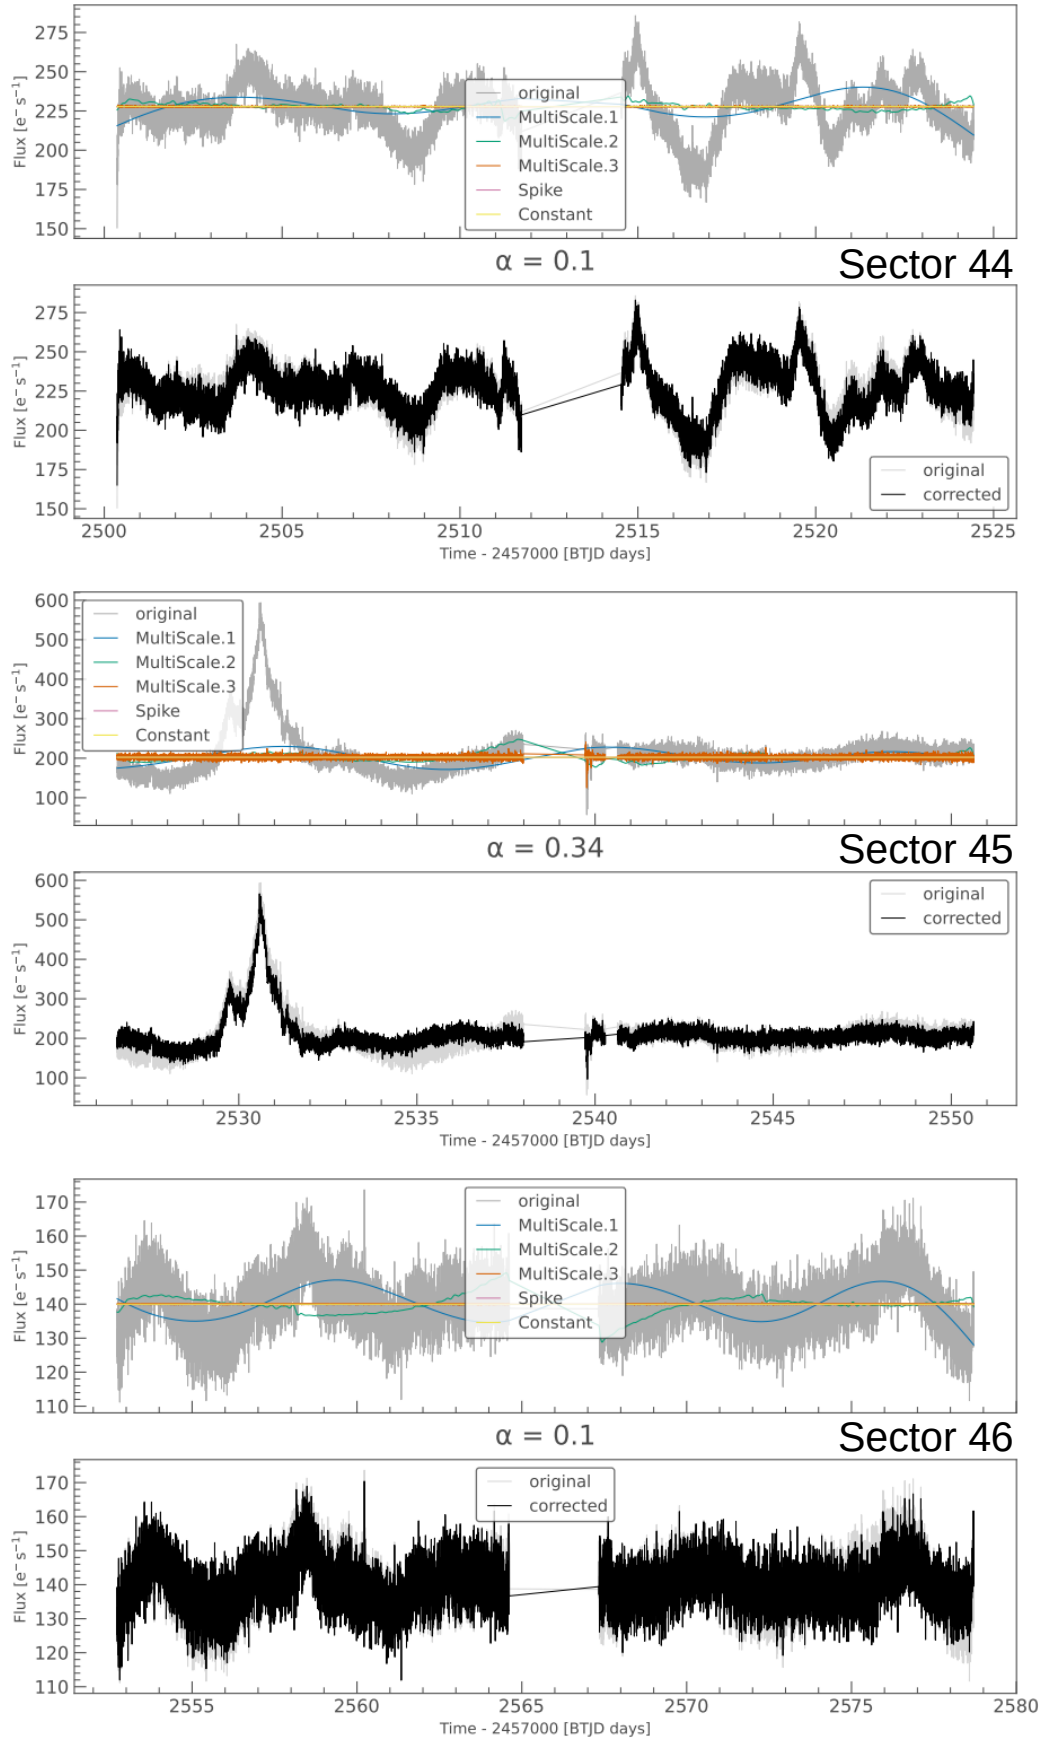 275
250
225
200
175
150
Flux [e⁻ s⁻¹]
original
MultiScale.1
MultiScale.2
MultiScale.3
Spike
Constant
α = 0.1
Sector 44
275
250
225
200
175
150
Flux [e⁻ s⁻¹]
original
corrected
2500 2505 2510 2515 2520 2525
Time - 2457000 [BTJD days]
600
500
400
300
200
100
Flux [e⁻ s⁻¹]
original
MultiScale.1
MultiScale.2
MultiScale.3
Spike
Constant
α = 0.34
Sector 45
600
500
400
300
200
100
Flux [e⁻ s⁻¹]
original
corrected
2530 2535 2540 2545 2550
Time - 2457000 [BTJD days]
170
160
150
140
130
120
110
Flux [e⁻ s⁻¹]
original
MultiScale.1
MultiScale.2
MultiScale.3
Spike
Constant
α = 0.1
Sector 46
170
160
150
140
130
120
110
Flux [e⁻ s⁻¹]
original
corrected
2555 2560 2565 2570 2575 2580
Time - 2457000 [BTJD days]